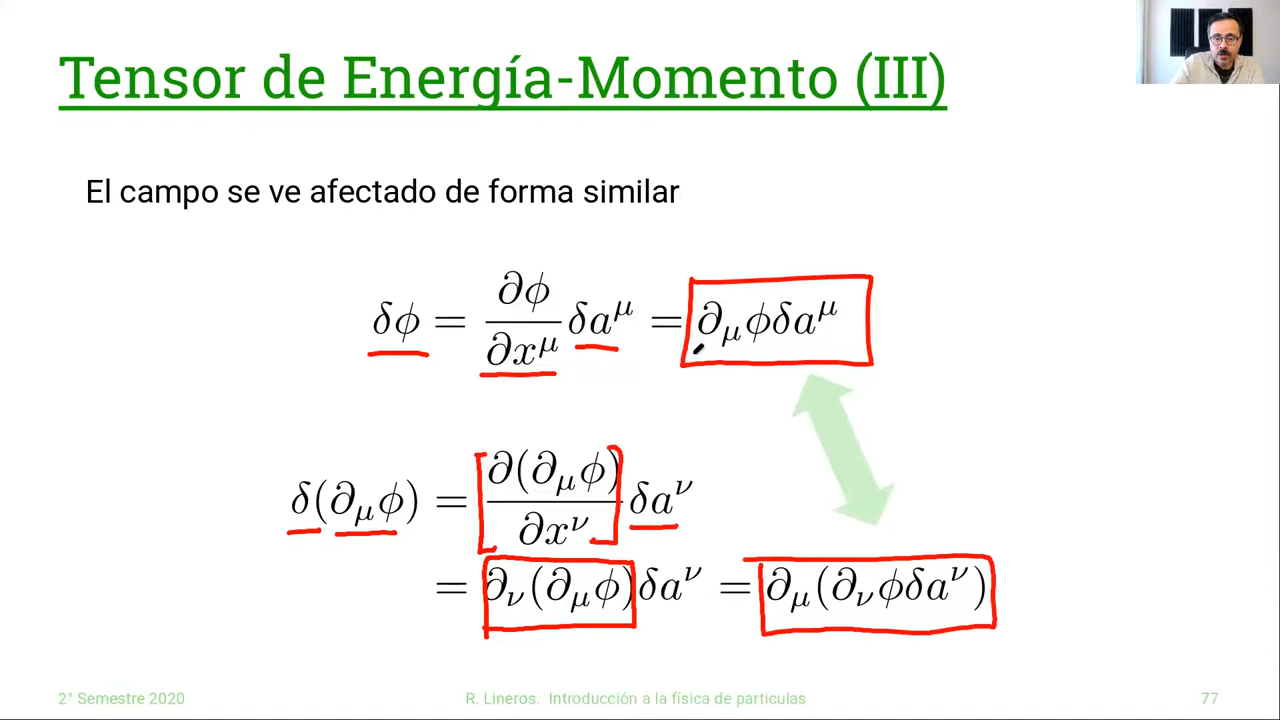 Tensor de Energía-Momento (III)
El campo se ve afectado de forma similar
δϕ = ∂ϕ/∂x^μ δa^μ = ∂_μϕδa^μ
δ(∂_μϕ) = ∂(∂_μϕ)/∂x^ν δa^ν
= ∂_ν(∂_μϕ)δa^ν = ∂_μ(∂_νϕδa^ν)
2° Semestre 2020 R. Lineros. Introducción a la física de particulas 77